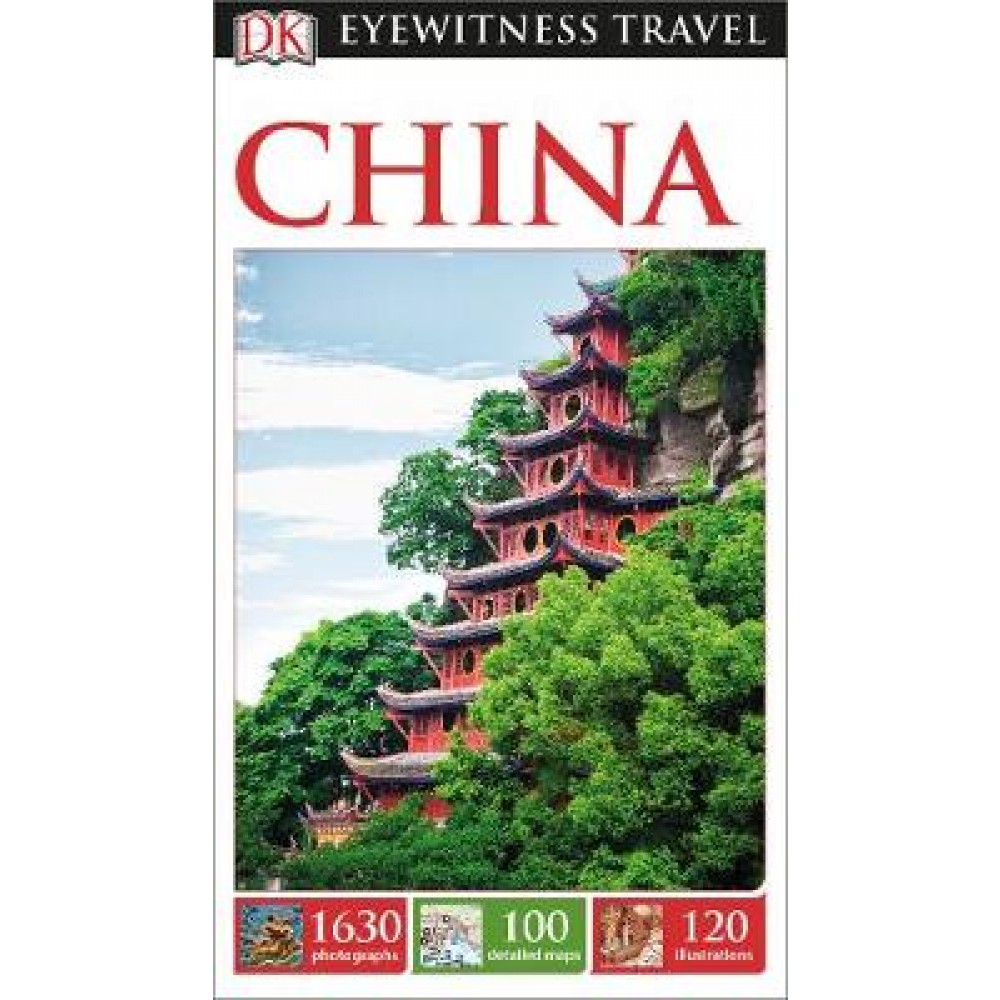 DK EYEWITNESS TRAVEL
CHINA
1630
photographs
100
detailed maps
120
illustrations